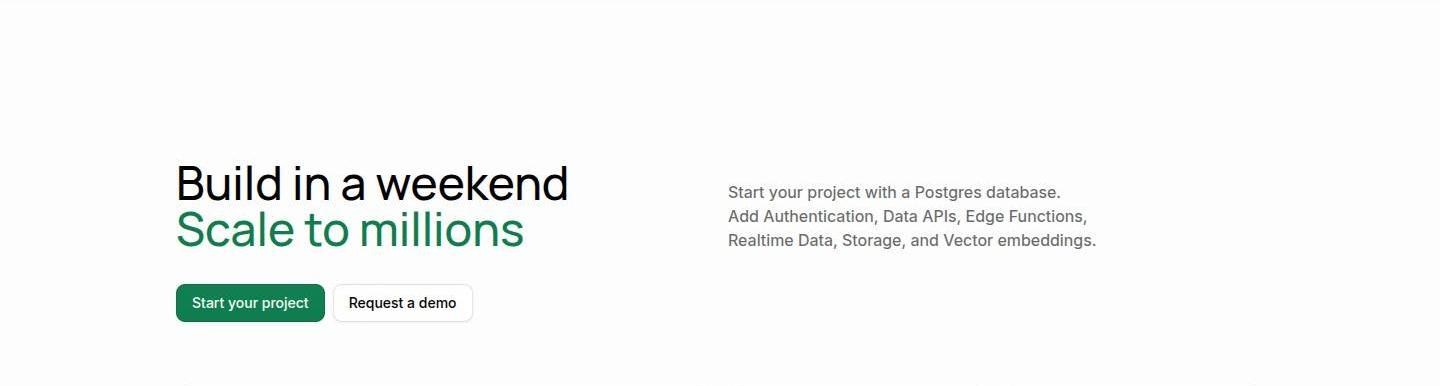 Build in a weekend
Scale to millions
Start your project with a Postgres database.
Add Authentication, Data APIs, Edge Functions,
Realtime Data, Storage, and Vector embeddings.
Start your project
Request a demo